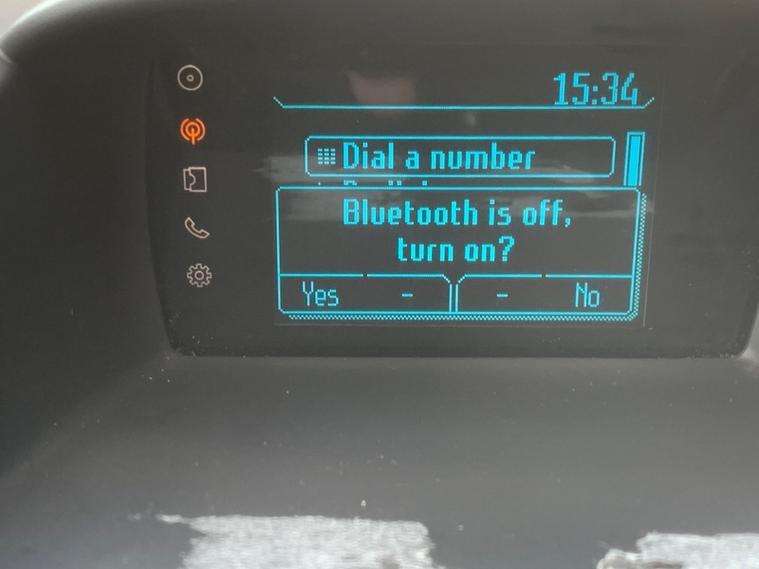 15:34
Dial a number
Bluetooth is off,
turn on?
Yes - - No